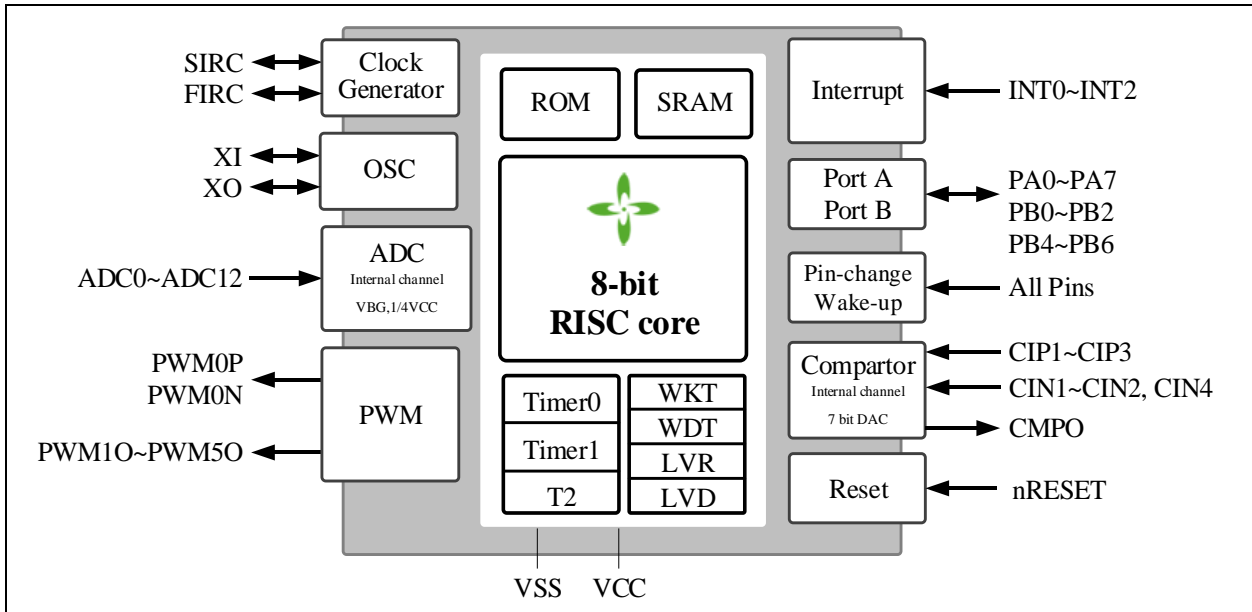 SIRC
FIRC
Clock
Generator
XI
XO
OSC
ADC0~ADC12
ADC
Internal channel
VBG,1/4VCC
PWM0P
PWM0N
PWM1O~PWM5O
PWM
ROM
SRAM
8-bit
RISC core
Timer0
Timer1
T2
WKT
WDT
LVR
LVD
VSS
VCC
Interrupt
INT0~INT2
Port A
Port B
PA0~PA7
PB0~PB2
PB4~PB6
Pin-change
Wake-up
All Pins
Compartor
Internal channel
7 bit DAC
CIP1~CIP3
CIN1~CIN2, CIN4
CMPO
Reset
nRESET